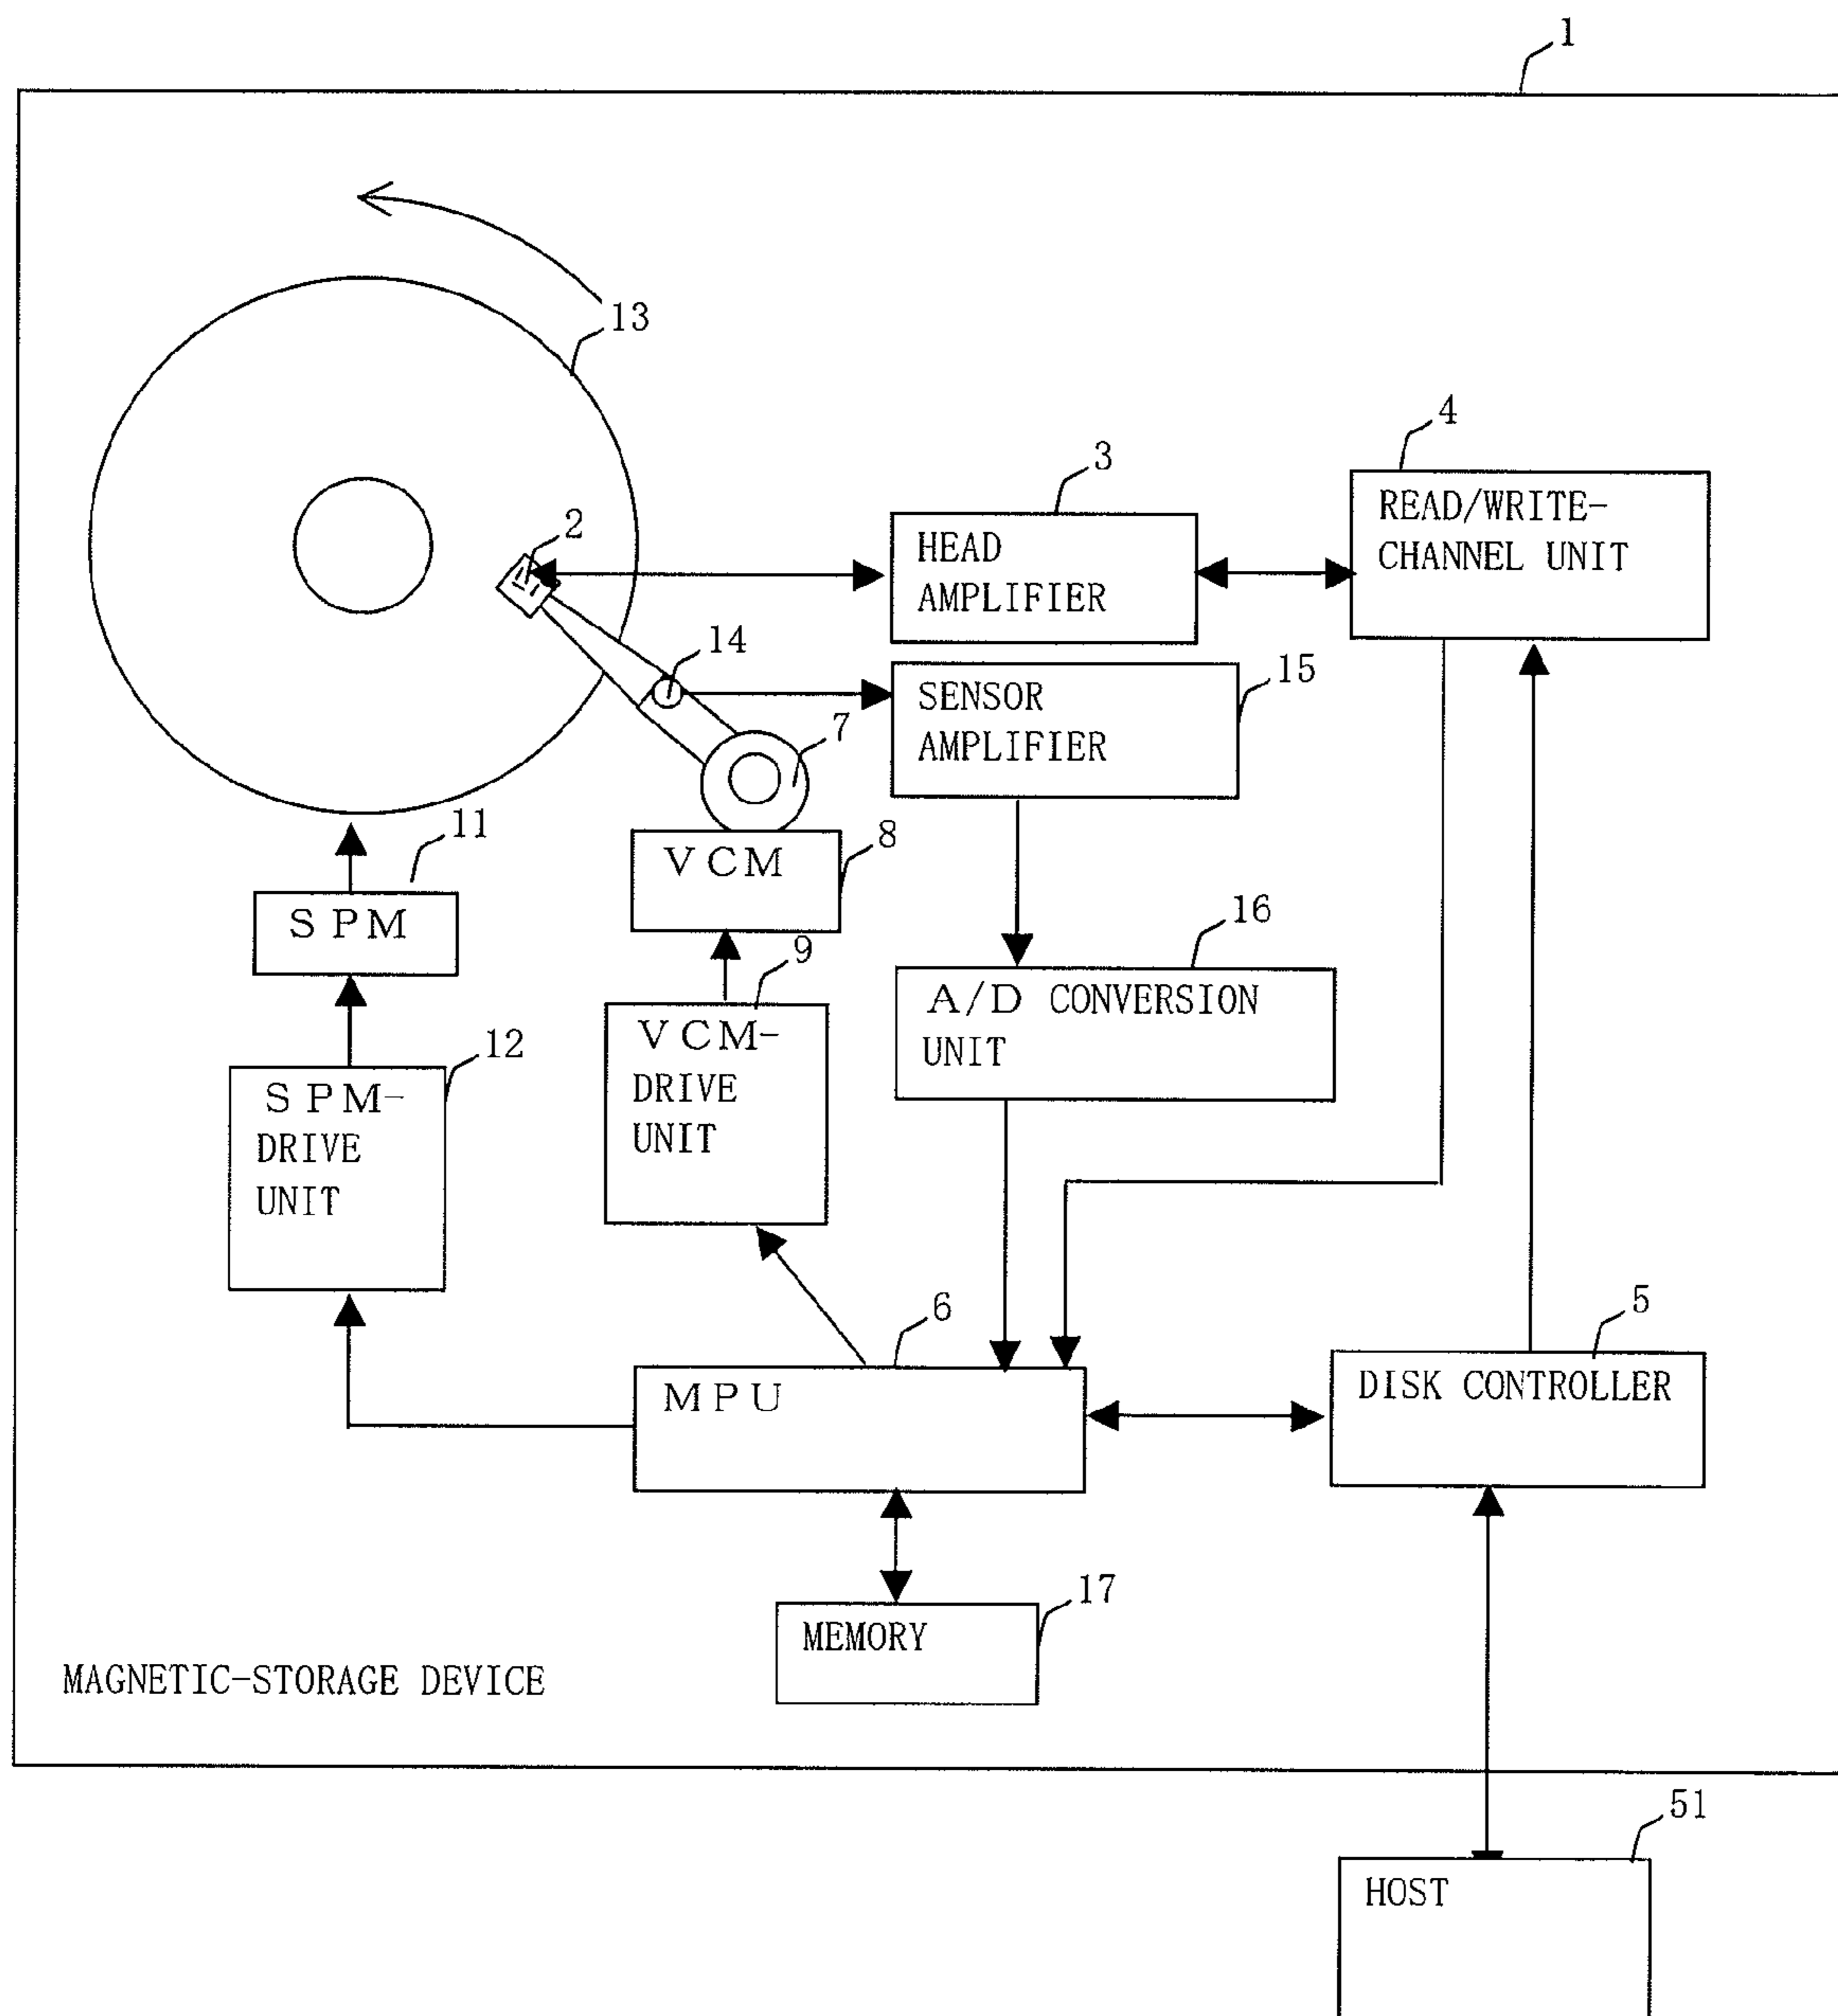 1
13
4
READ/WRITE-
CHANNEL UNIT
3
HEAD
AMPLIFIER
2
14
15
SENSOR
AMPLIFIER
7
11
SPM
8
VCM
16
A/D CONVERSION
UNIT
9
VCM-
DRIVE
UNIT
12
SPM-
DRIVE
UNIT
6
MPU
5
DISK CONTROLLER
17
MEMORY
MAGNETIC-STORAGE DEVICE
51
HOST